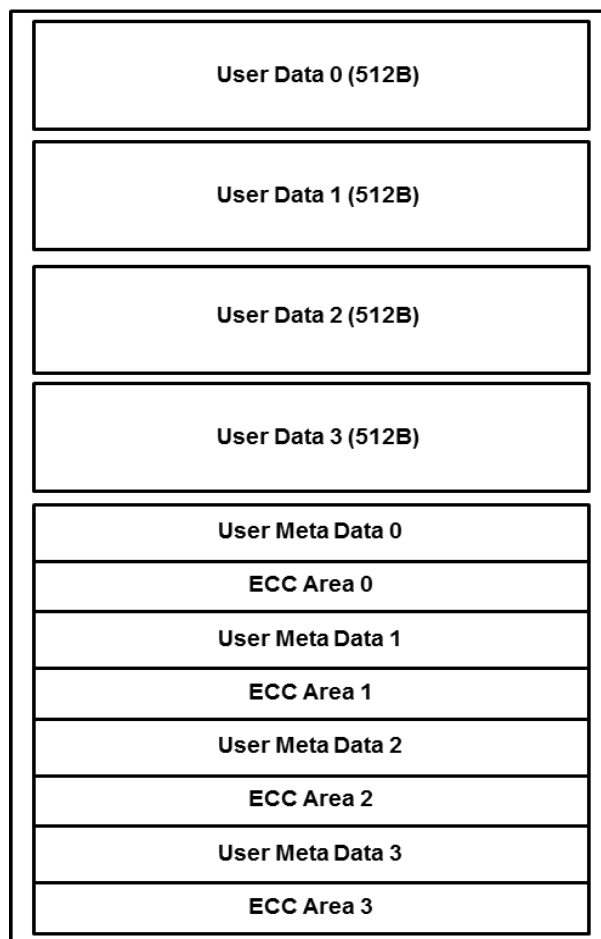 User Data 0 (512B)
User Data 1 (512B)
User Data 2 (512B)
User Data 3 (512B)
User Meta Data 0
ECC Area 0
User Meta Data 1
ECC Area 1
User Meta Data 2
ECC Area 2
User Meta Data 3
ECC Area 3